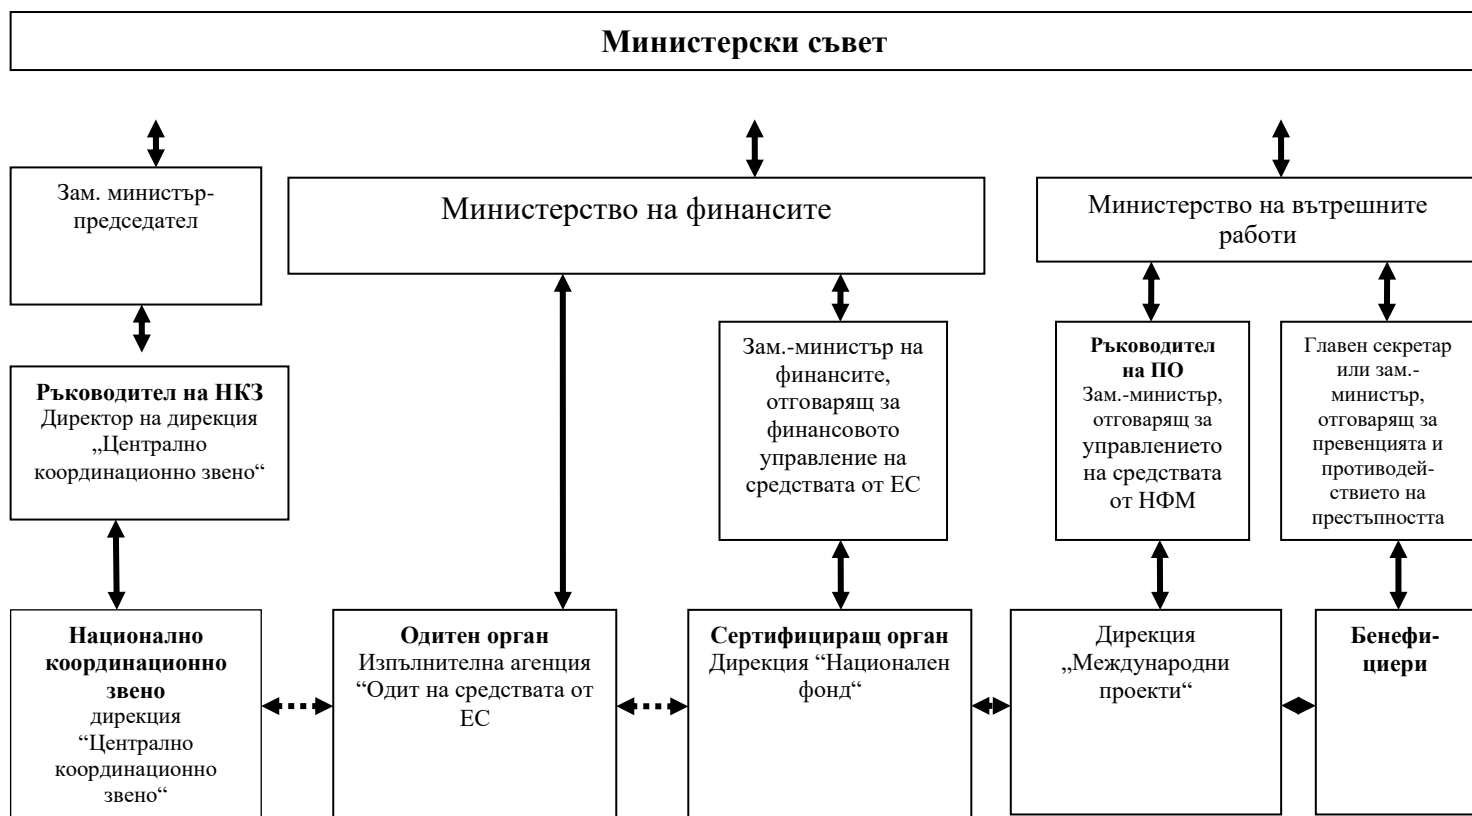 Министерски съвет
Зам. министър-
председател
Министерство на финансите
Министерство на вътрешните
работи
Ръководител на НКЗ
Директор на дирекция
„Централно
координационно звено“
Зам.-министър на
финансите,
отговарящ за
финансовото
управление на
средствата от ЕС
Ръководител
на ПО
Зам.-министър,
отговарящ за
управлението
на средствата
от НФМ
Главен секретар
или зам.-
министър,
отговарящ за
превенцията и
противодей-
ствието на
престъпността
Национално
координационно
звено
дирекция
“Централно
координационно
звено“
Одитен орган
Изпълнителна агенция
“Одит на средствата от
ЕС
Сертифициращ орган
Дирекция “Национален
фонд“
Дирекция
„Международни
проекти“
Бенефи-
циери